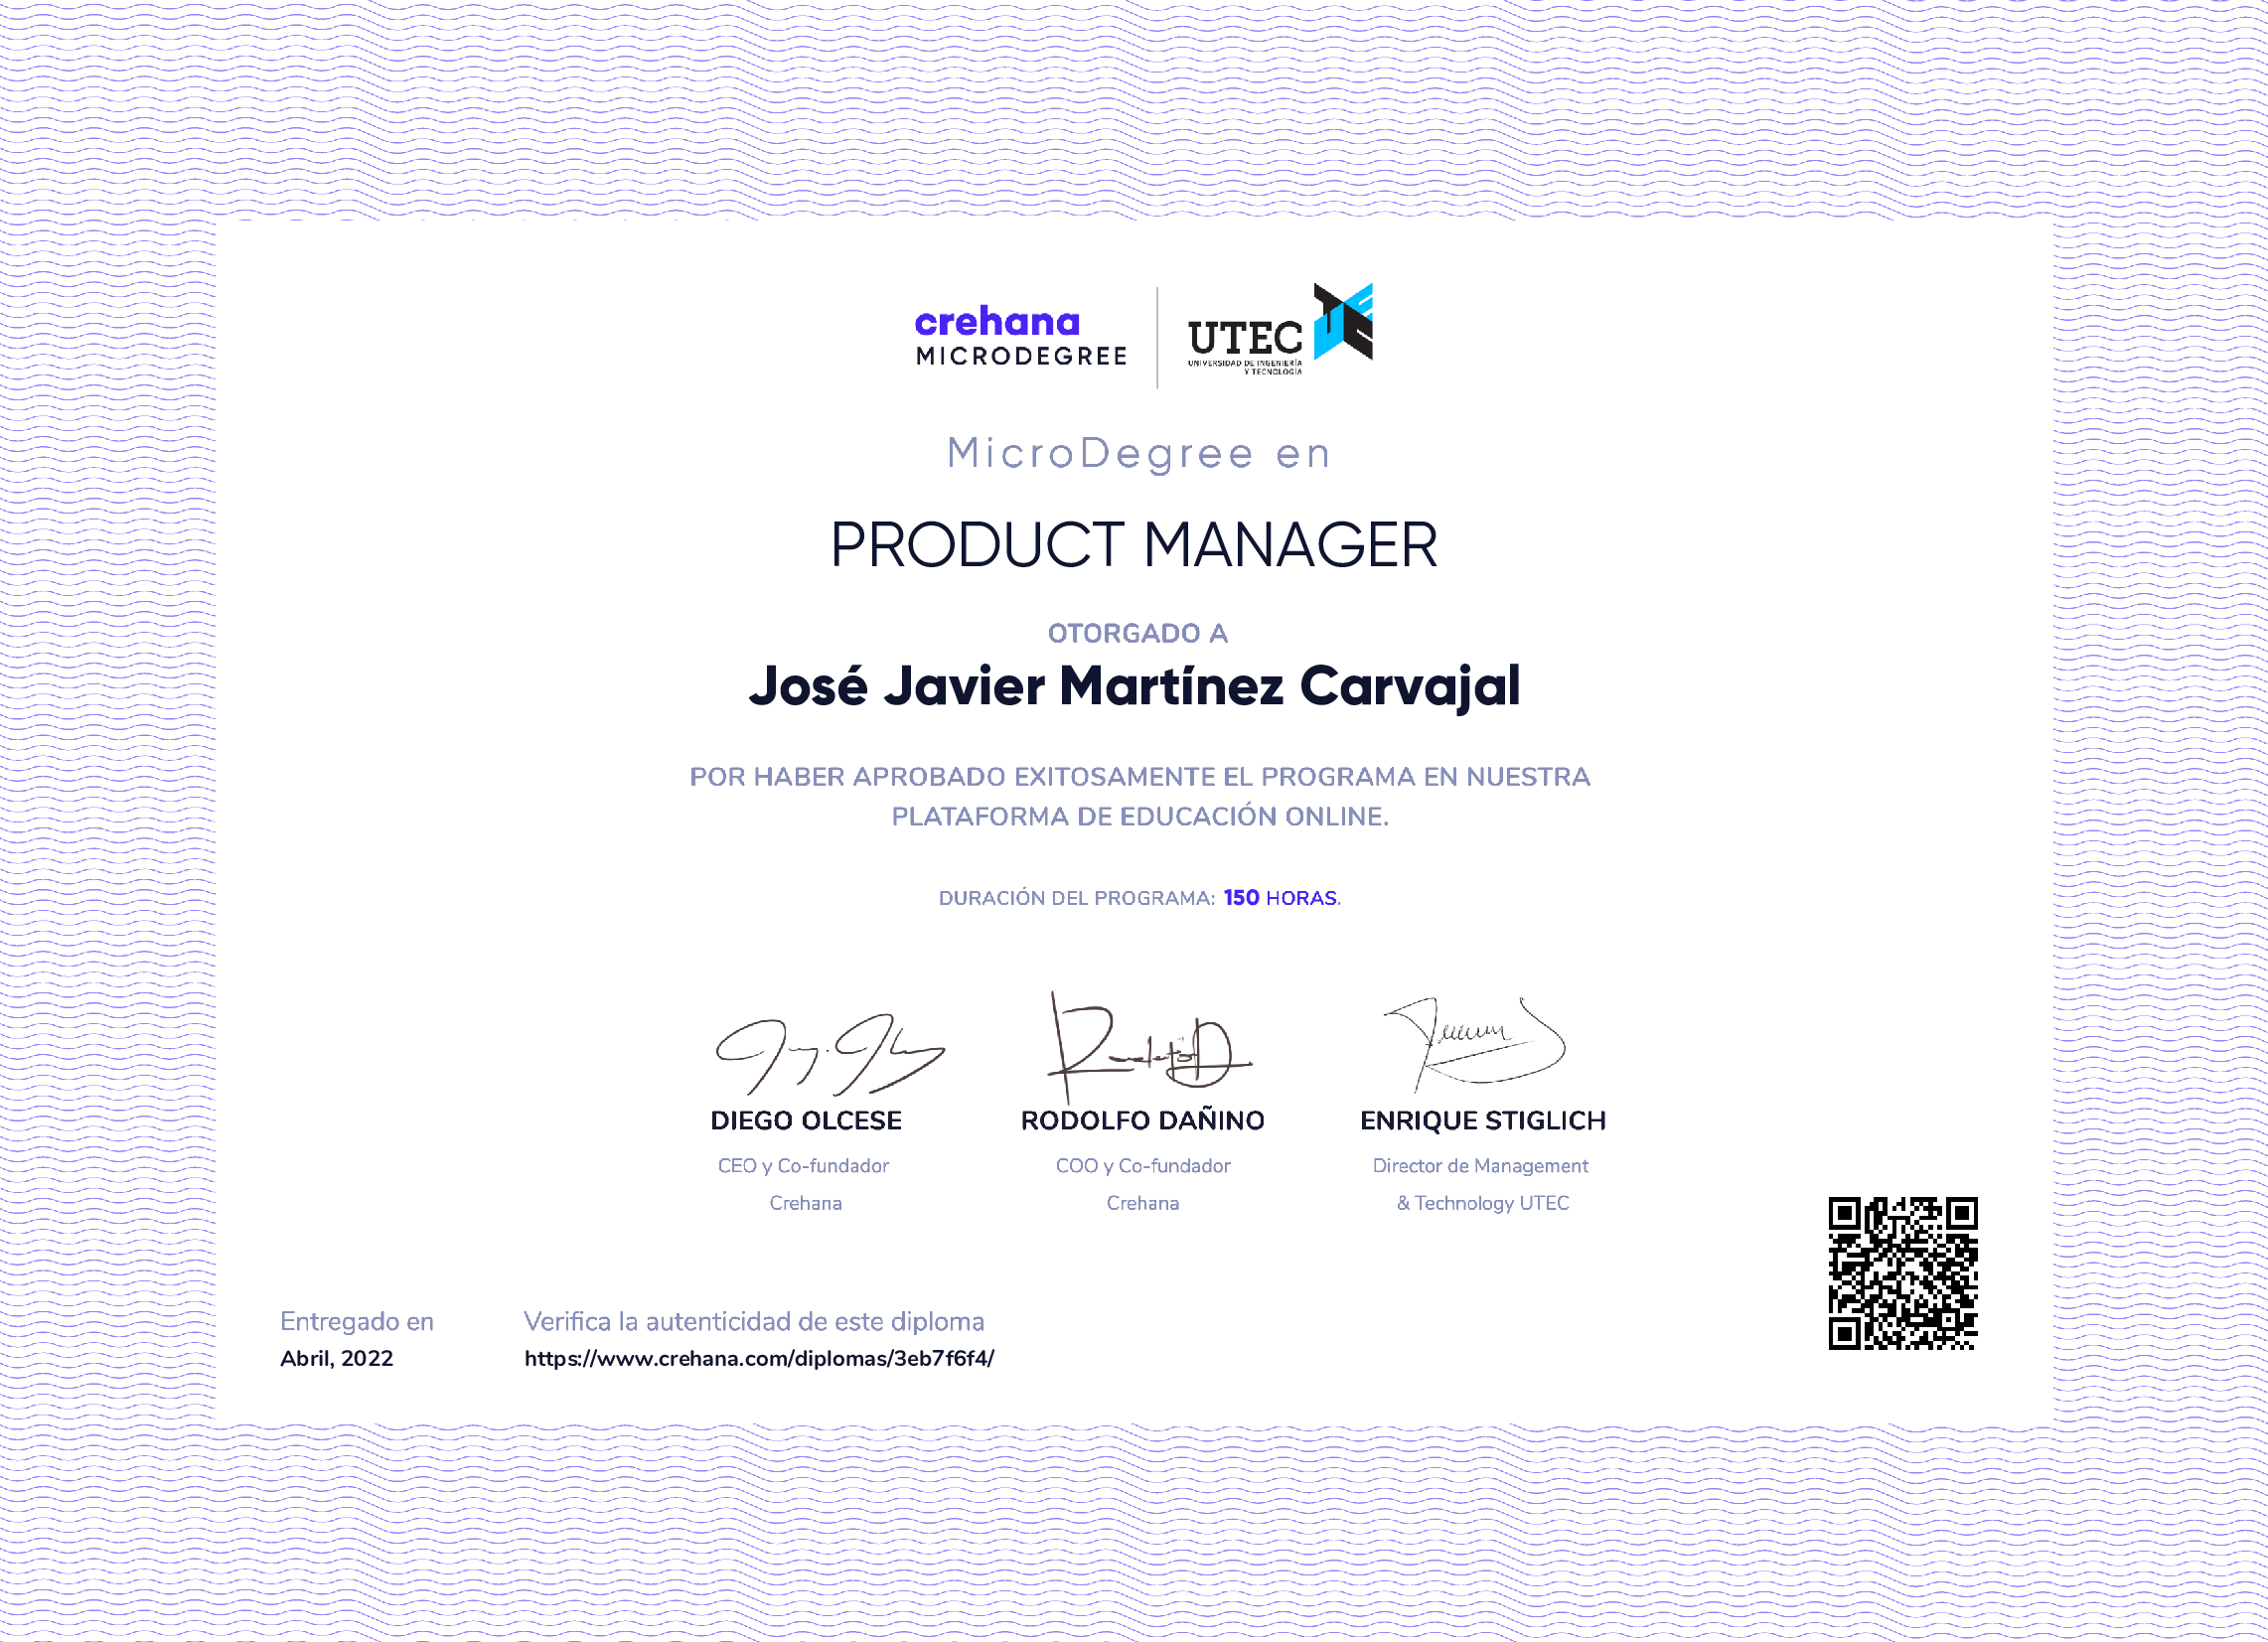 crehana
MICRODEGREE
UTEC
UNIVERSIDAD DE INGENIERÍA
Y TECNOLOGÍA
MicroDegree en
PRODUCT MANAGER
OTORGADO A
José Javier Martínez Carvajal
POR HABER APROBADO EXITOSAMENTE EL PROGRAMA EN NUESTRA
PLATAFORMA DE EDUCACIÓN ONLINE.
DURACIÓN DEL PROGRAMA: 150 HORAS.
DIEGO OLCESE
CEO y Co-fundador
Crehana
RODOLFO DAÑINO
COO y Co-fundador
Crehana
ENRIQUE STIGLICH
Director de Management
& Technology UTEC
Entregado en
Abril, 2022
Verifica la autenticidad de este diploma
https://www.crehana.com/diplomas/3eb7f6f4/